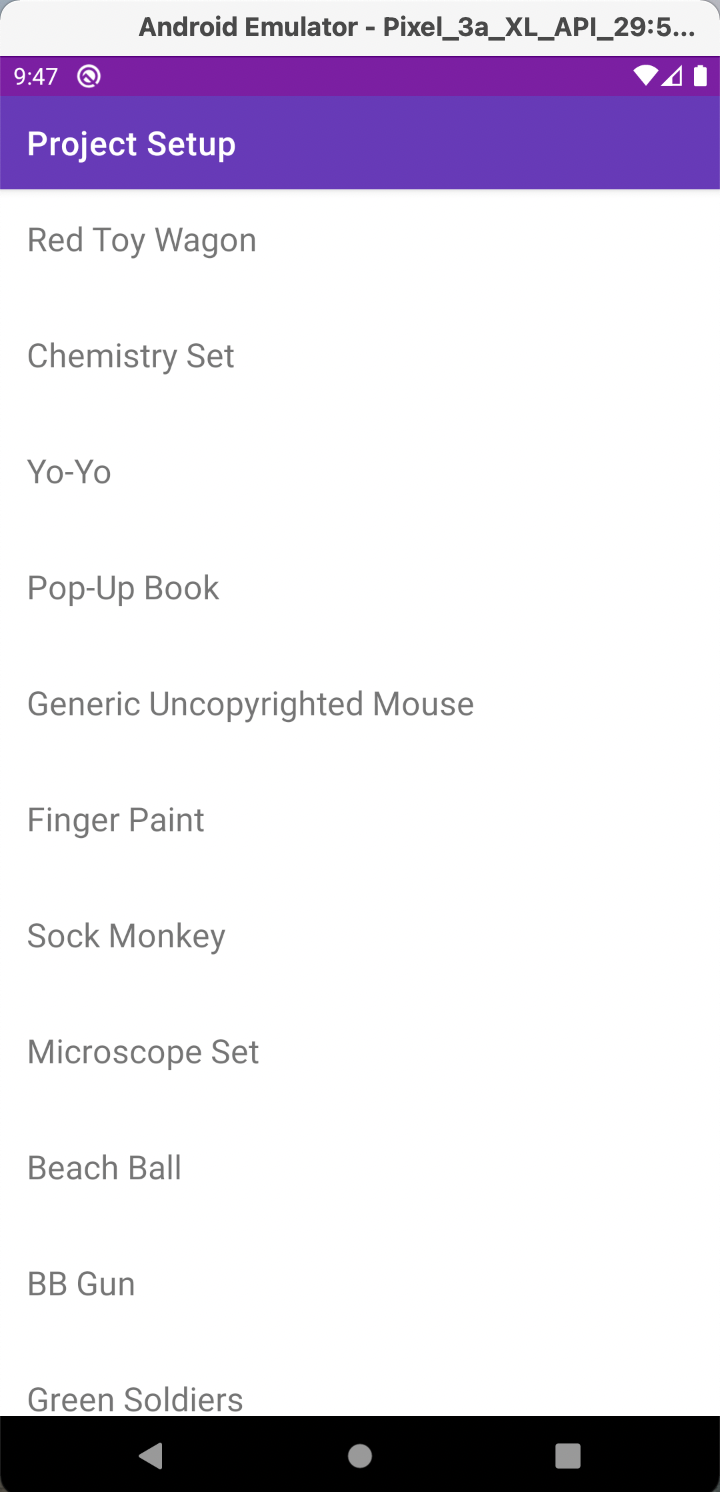 Android Emulator - Pixel_3a_XL_API_29:5...
9:47
Project Setup
Red Toy Wagon
Chemistry Set
Yo-Yo
Pop-Up Book
Generic Uncopyrighted Mouse
Finger Paint
Sock Monkey
Microscope Set
Beach Ball
BB Gun
Green Soldiers